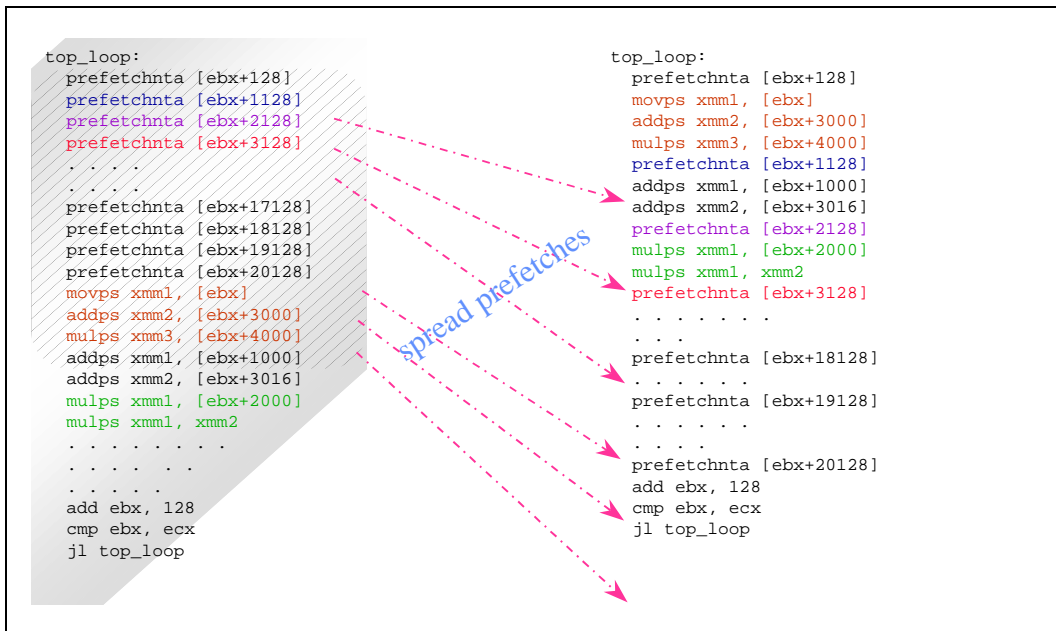 top_loop:
prefetchnta [ebx+128]
prefetchnta [ebx+1128]
prefetchnta [ebx+2128]
prefetchnta [ebx+3128]
. . . .
. . . .
prefetchnta [ebx+17128]
prefetchnta [ebx+18128]
prefetchnta [ebx+19128]
prefetchnta [ebx+20128]
movps xmm1, [ebx]
addps xmm2, [ebx+3000]
mulps xmm3, [ebx+4000]
addps xmm1, [ebx+1000]
addps xmm2, [ebx+3016]
mulps xmm1, [ebx+2000]
mulps xmm1, xmm2
. . . . . . . .
. . . . . .
. . . . .
add ebx, 128
cmp ebx, ecx
jl top_loop
spread prefetches
top_loop:
prefetchnta [ebx+128]
movps xmm1, [ebx]
addps xmm2, [ebx+3000]
mulps xmm3, [ebx+4000]
prefetchnta [ebx+1128]
addps xmm1, [ebx+1000]
addps xmm2, [ebx+3016]
prefetchnta [ebx+2128]
mulps xmm1, [ebx+2000]
mulps xmm1, xmm2
prefetchnta [ebx+3128]
. . . . . . .
. . .
prefetchnta [ebx+18128]
. . . . . .
prefetchnta [ebx+19128]
. . . . . .
. . . .
prefetchnta [ebx+20128]
add ebx, 128
cmp ebx, ecx
jl top_loop